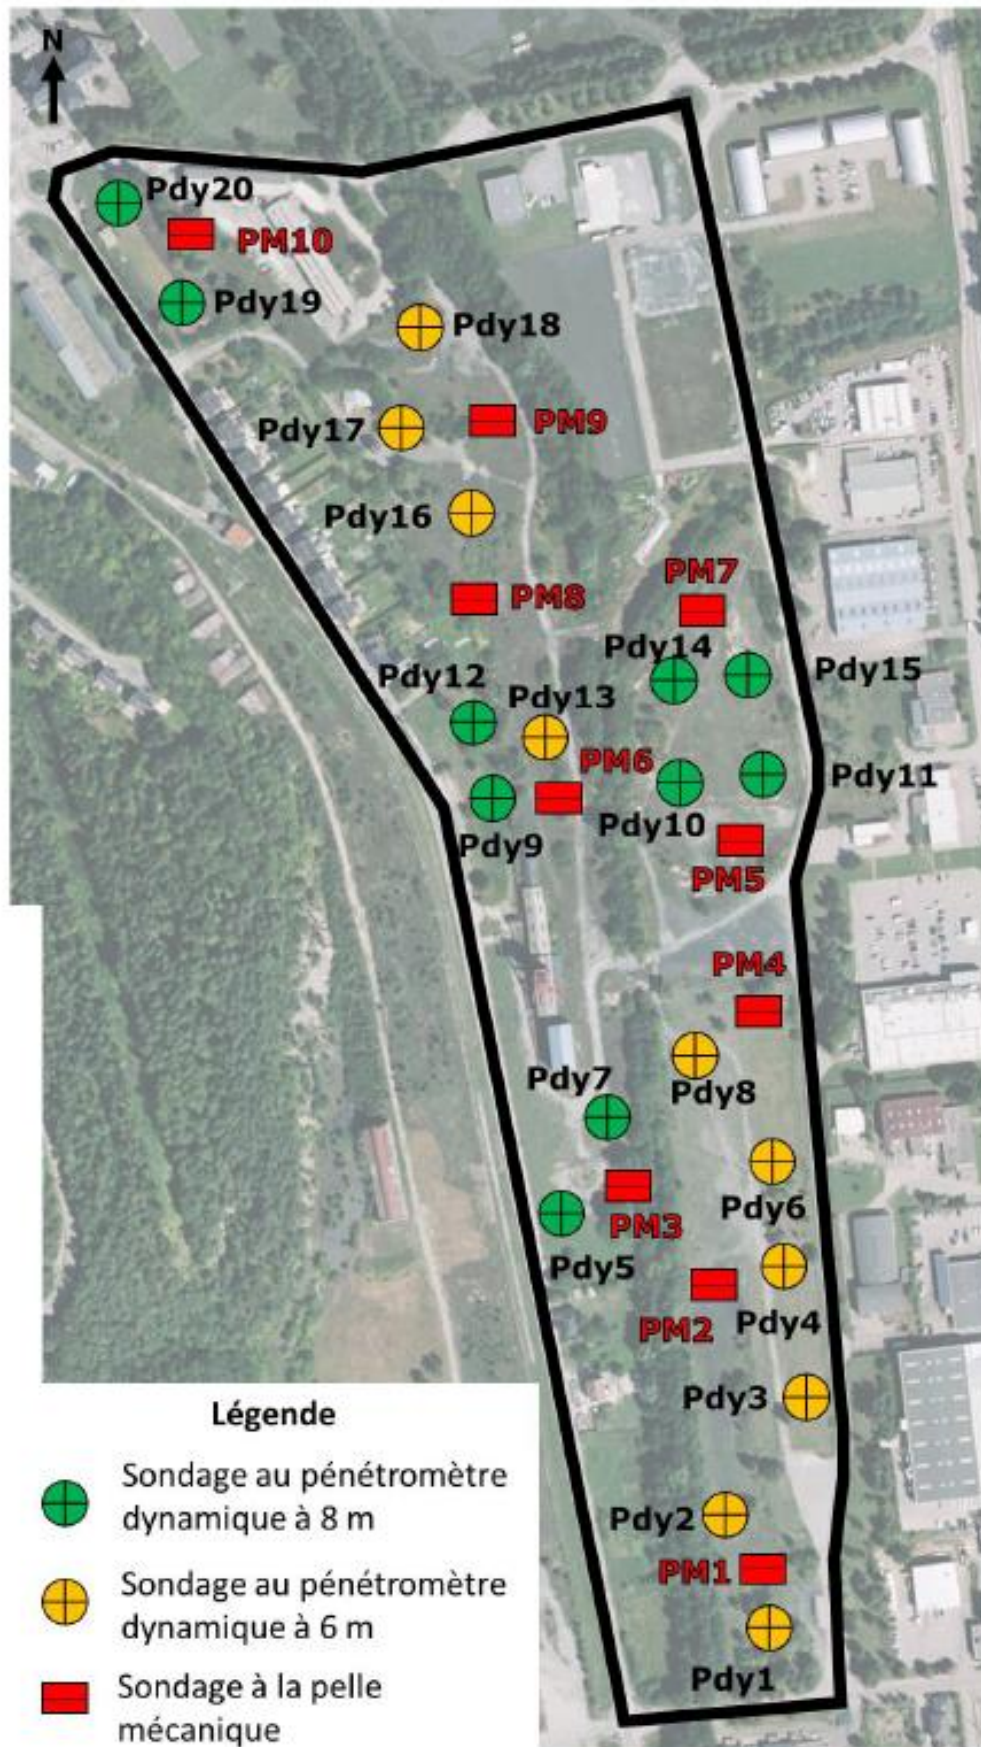 N
Pdy20
PM10
Pdy19
Pdy18
Pdy17
PM9
Pdy16
PM8
PM7
Pdy14
Pdy15
Pdy12
Pdy13
PM6
Pdy11
Pdy10
Pdy9
PM5
PM4
Pdy7
Pdy8
Pdy6
PM3
Pdy5
PM2
Pdy4
Pdy3
Pdy2
PM1
Pdy1
Légende
Sondage au pénétromètre
dynamique à 8 m
Sondage au pénétromètre
dynamique à 6 m
Sondage à la pelle
mécanique